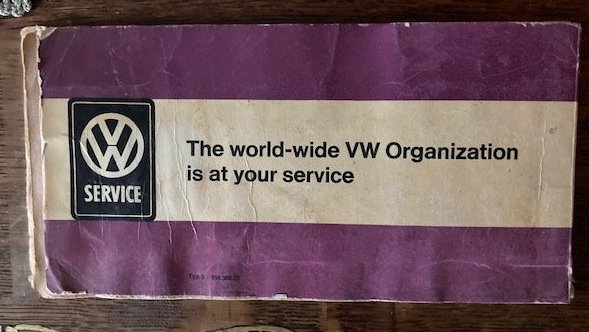 VW
SERVICE
The world-wide VW Organization
is at your service